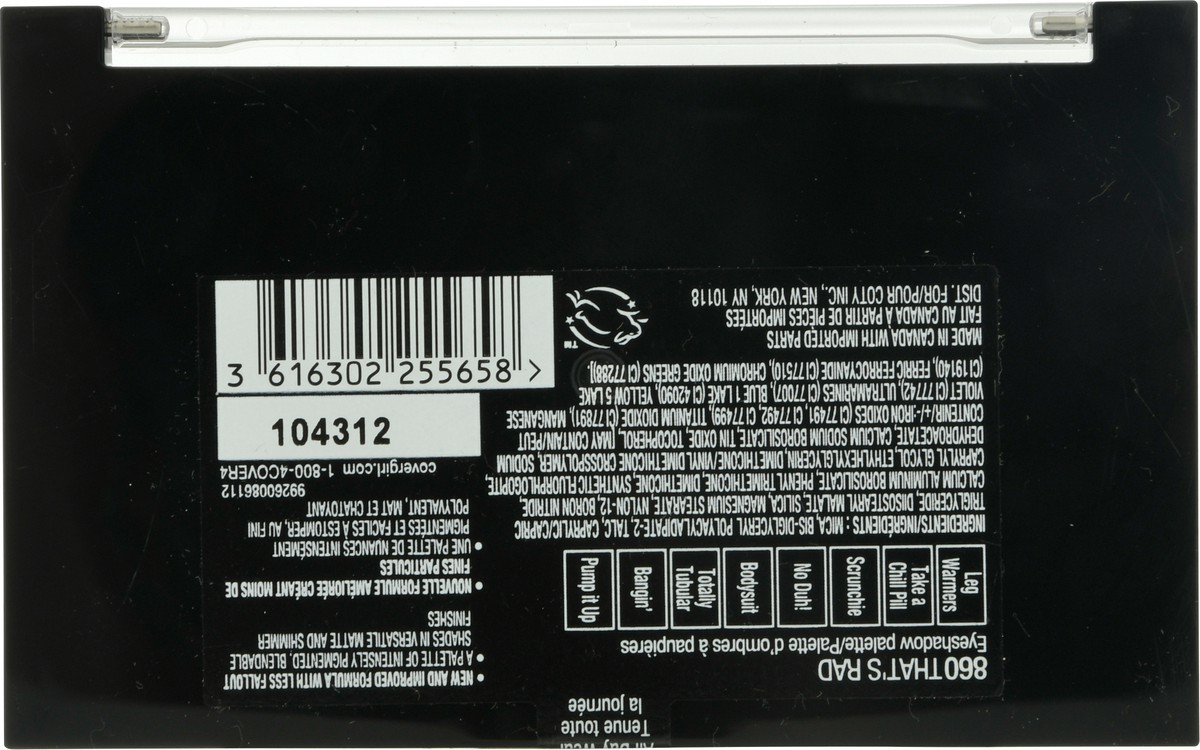 All Day Wear
Tenue toute
la journée
860 THAT'S RAD
Eyeshadow palette/Palette d'ombres à paupières
Leg Warmers
Take a Chill Pill
Scrunchie
No Duh!
Bodysuit
Totally Tubular
Bangin'
Pump it Up
INGREDIENTS/INGRÉDIENTS : MICA, BIS-DIGLYCERYL POLYACYLADIPATE-2, TALC, CAPRYLIC/CAPRIC
TRIGLYCERIDE, DIISOSTEARYL MALATE, SILICA, MAGNESIUM STEARATE, NYLON-12, BORON NITRIDE,
CALCIUM ALUMINUM BOROSILICATE, PHENYL TRIMETHICONE, DIMETHICONE, SYNTHETIC FLUORPHLOGOPITE,
CAPRYLYL GLYCOL, ETHYLHEXYLGLYCERIN, DIMETHICONE/VINYL DIMETHICONE CROSSPOLYMER, SODIUM
DEHYDROACETATE, CALCIUM SODIUM BOROSILICATE, TIN OXIDE, TOCOPHEROL, [MAY CONTAIN/PEUT
CONTENIR/+/-:IRON OXIDES (CI 77491, CI 77492, CI 77499), TITANIUM DIOXIDE (CI 77891), MANGANESE
VIOLET (CI 77742), ULTRAMARINES (CI 77007), BLUE 1 LAKE (CI 42090), YELLOW 5 LAKE
(CI 19140), FERRIC FERROCYANIDE (CI 77510), CHROMIUM OXIDE GREENS (CI 77288)].
MADE IN CANADA WITH IMPORTED PARTS
FAIT AU CANADA À PARTIR DE PIÈCES IMPORTÉES
DIST. FOR/POUR COTY INC., NEW YORK, NY 10118
TM
• NEW AND IMPROVED FORMULA WITH LESS FALLOUT
• A PALETTE OF INTENSELY PIGMENTED, BLENDABLE
SHADES IN VERSATILE MATTE AND SHIMMER
FINISHES
• NOUVELLE FORMULE AMÉLIORÉE CRÉANT MOINS DE
FINES PARTICULES
• UNE PALETTE DE NUANCES INTENSÉMENT
PIGMENTÉES ET FACILES À ESTOMPER, AU FINI
POLYVALENT, MAT ET CHATOYANT
99260086112
covergirl.com 1-800-4COVER4
104312
3 616302 255658 >